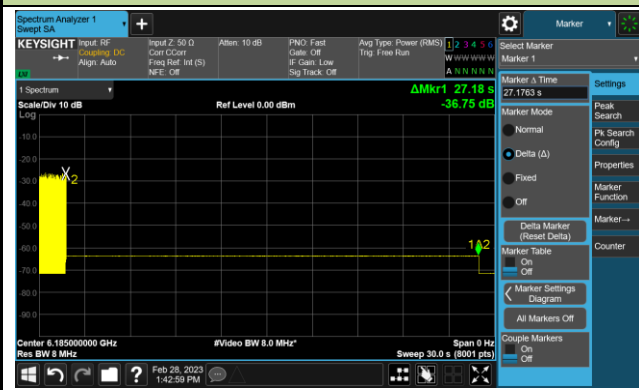 Spectrum Analyzer 1
Swept SA
Marker
KEYSIGHT
Input: RF
Coupling: DC
Align: Auto
Input Z: 50 Ω
Corr CCorr
Freq Ref: Int (S)
NFE: Off
Atten: 10 dB
PNO: Fast
Gate: Off
IF Gain: Low
Sig Track: Off
Avg Type: Power (RMS)
Trig: Free Run
1 2 3 4 5 6
W W W W W W
A N N N N N
1 Spectrum
Scale/Div 10 dB
Ref Level 0.00 dBm
ΔMkr1 27.18 s
-36.75 dB
Log
-10.0
-20.0
-30.0
-40.0
-50.0
-60.0
-70.0
-80.0
-90.0
2
1Δ2
Center 6.185000000 GHz
Res BW 8 MHz
#Video BW 8.0 MHz*
Span 0 Hz
Sweep 30.0 s (8001 pts)
Feb 28, 2023
1:42:59 PM
Select Marker
Marker 1
Marker Δ Time
27.1763 s
Marker Mode
Normal
Delta (Δ)
Fixed
Off
Delta Marker
(Reset Delta)
Marker Table
On
Off
Marker Settings
Diagram
All Markers Off
Couple Markers
On
Off
Settings
Peak
Search
Pk Search
Config
Properties
Marker
Function
Marker→
Counter